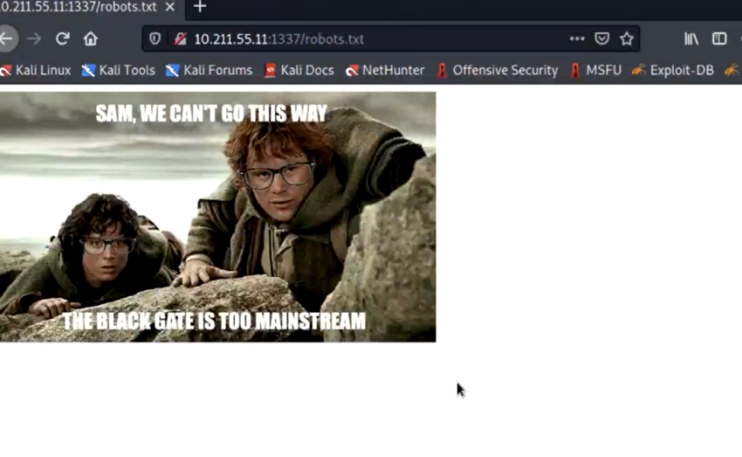 0.211.55.11:1337/robots.txt
10.211.55.11:1337/robots.txt
Kali Linux Kali Tools Kali Forums Kali Docs NetHunter Offensive Security MSFU Exploit-DB
SAM, WE CAN'T GO THIS WAY
THE BLACK GATE IS TOO MAINSTREAM